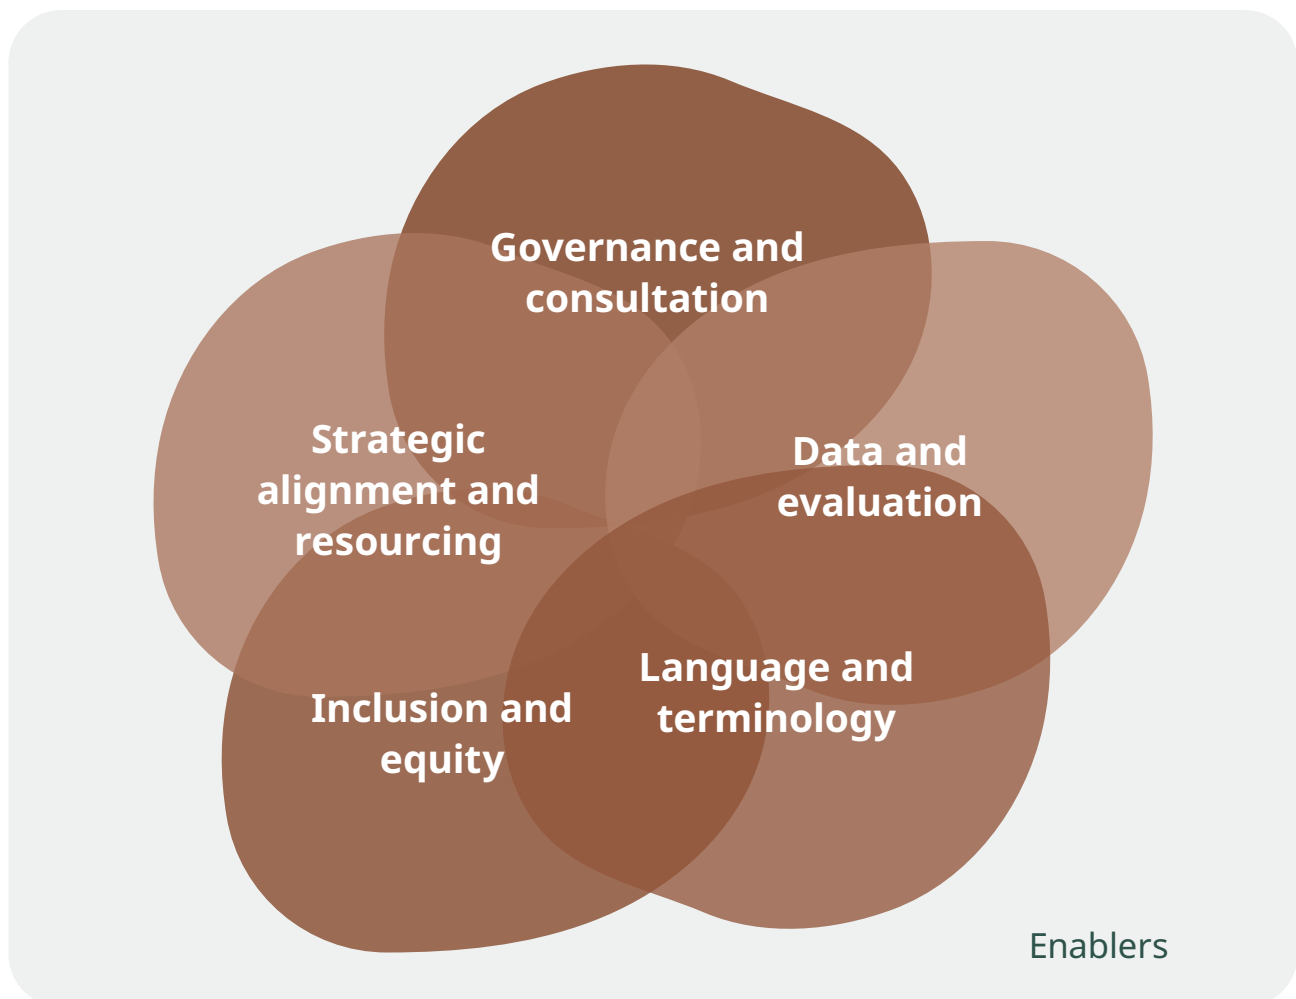 Governance and
consultation
Strategic
alignment and
resourcing
Data and
evaluation
Language and
terminology
Inclusion and
equity
Enablers